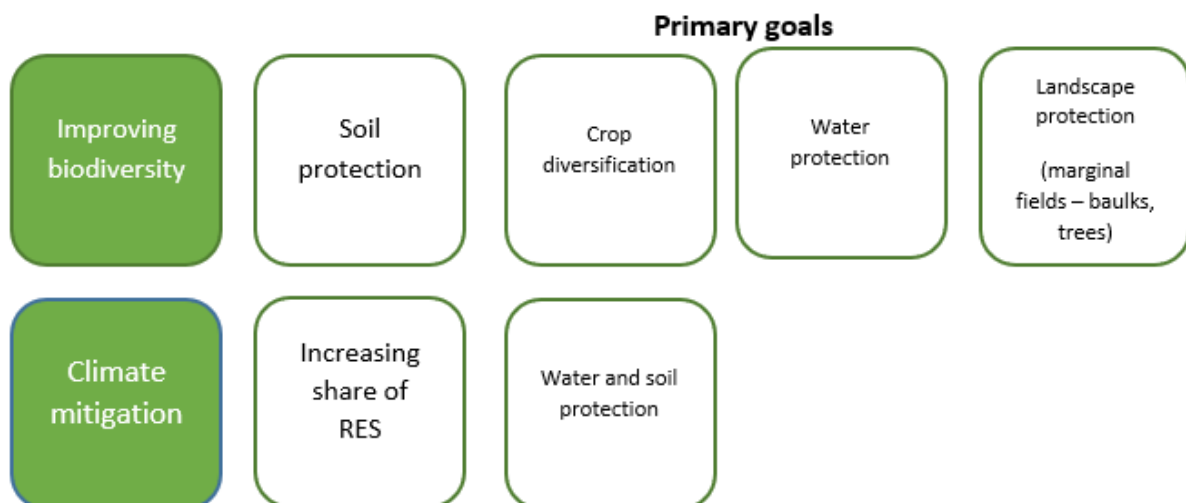 Primary goals
Improving
biodiversity
Soil
protection
Crop
diversification
Water
protection
Landscape
protection
(marginal
fields – baulks,
trees)
Climate
mitigation
Increasing
share of
RES
Water and soil
protection